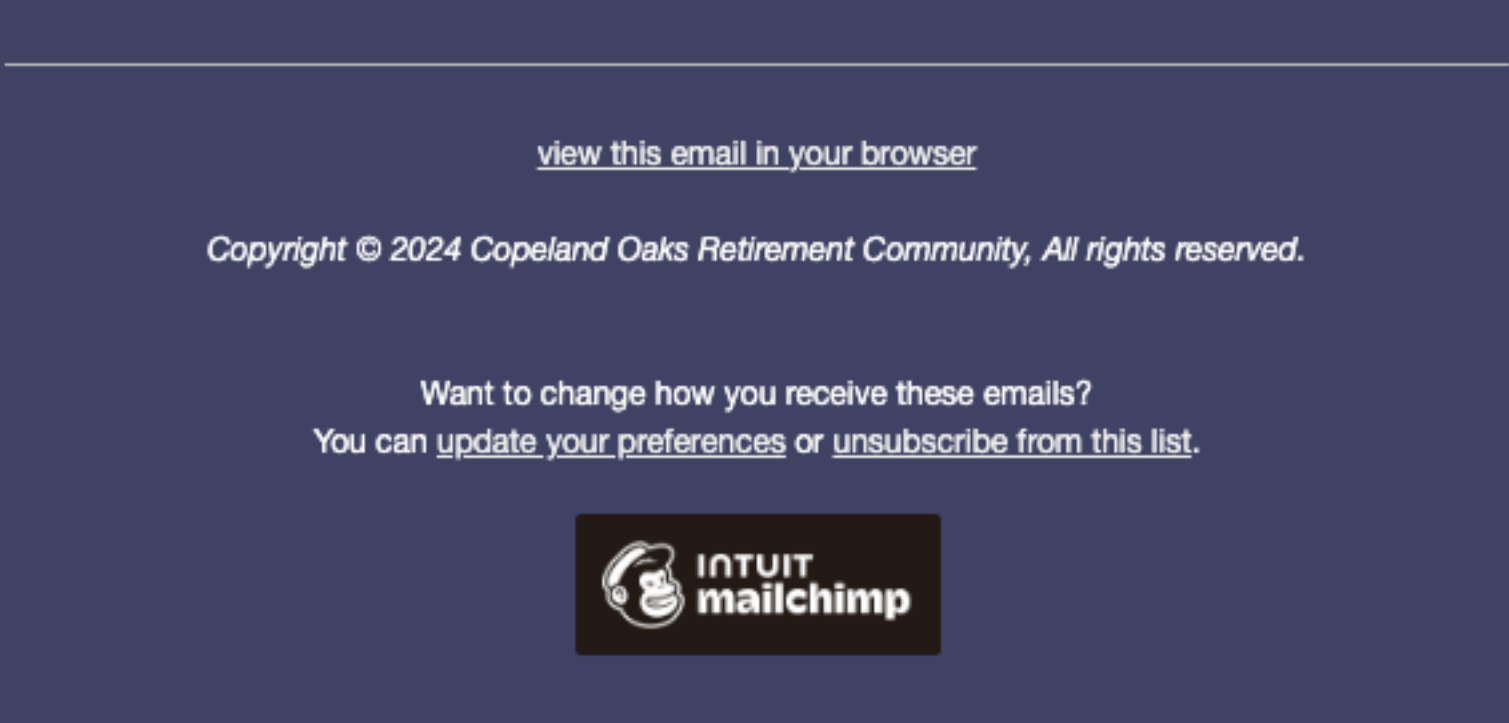 view this email in your browser
Copyright © 2024 Copeland Oaks Retirement Community, All rights reserved.
Want to change how you receive these emails?
You can update your preferences or unsubscribe from this list.
INTUIT
mailchimp